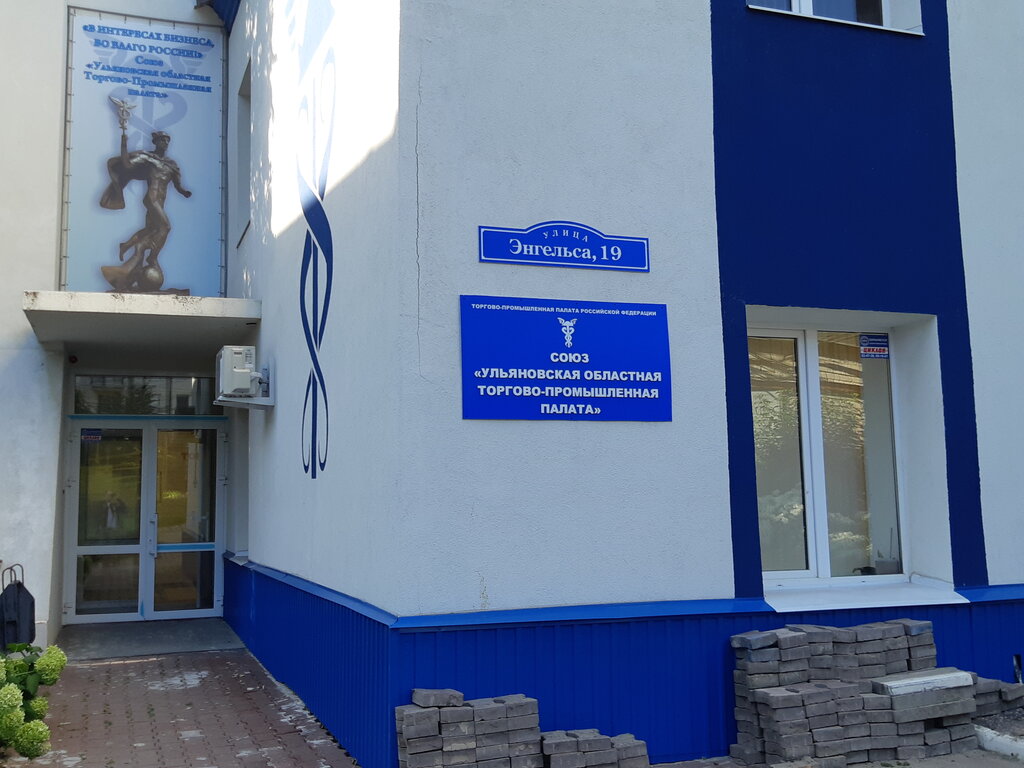 «В ИНТЕРЕСАХ БИЗНЕСА,
ВО БЛАГО РОССИИ!»
Союз
«Ульяновская областная
Торгово-Промышленная
палата»
УЛИЦА
Энгельса, 19
ТОРГОВО-ПРОМЫШЛЕННАЯ ПАЛАТА РОССИЙСКОЙ ФЕДЕРАЦИИ
СОЮЗ
«УЛЬЯНОВСКАЯ ОБЛАСТНАЯ
ТОРГОВО-ПРОМЫШЛЕННАЯ
ПАЛАТА»